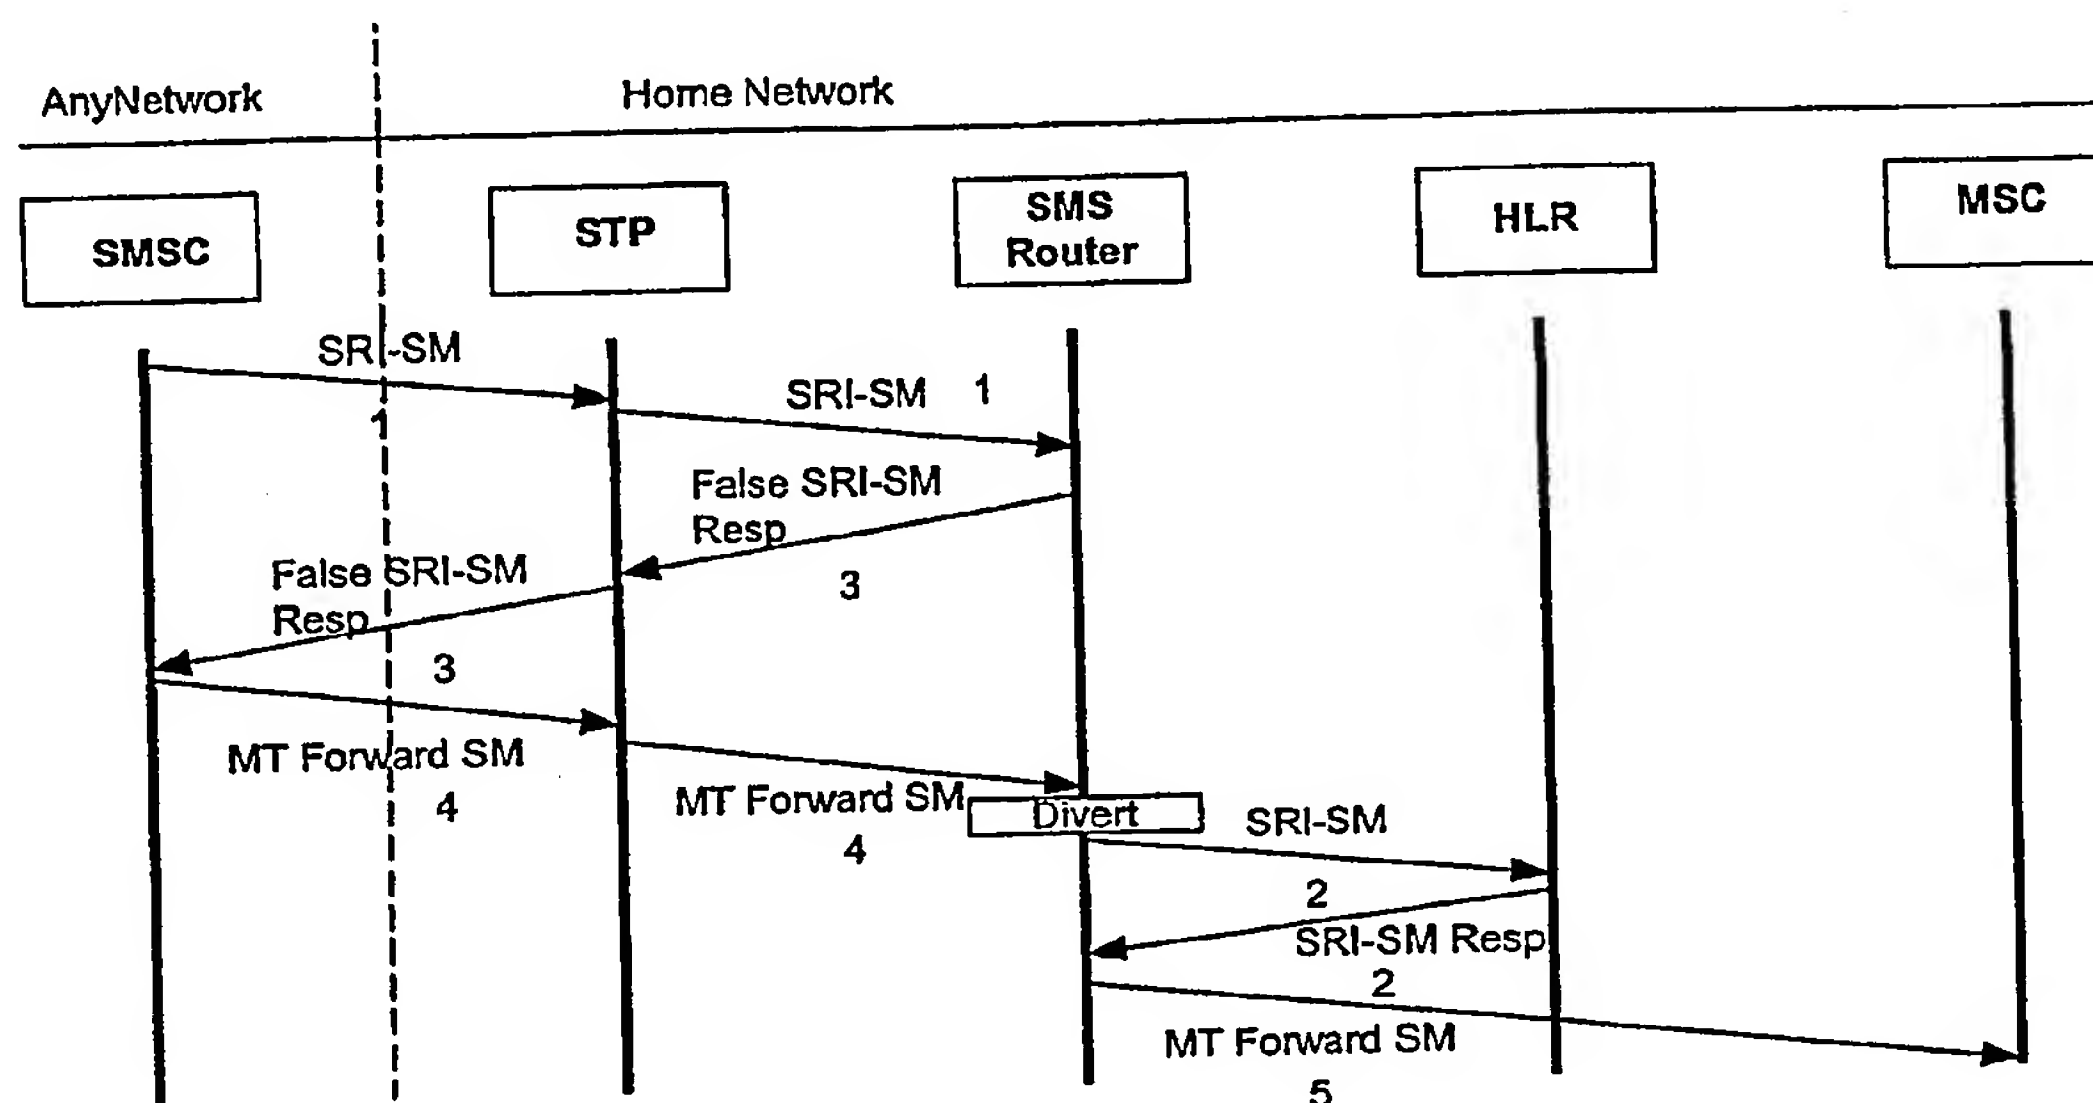 AnyNetwork
Home Network
SMSC
STP
SMS
Router
HLR
MSC
SRI-SM
1
SRI-SM
1
False SRI-SM
Resp
3
False SRI-SM
Resp
3
MT Forward SM
4
MT Forward SM
4
Divert
SRI-SM
2
SRI-SM Resp
2
MT Forward SM
5